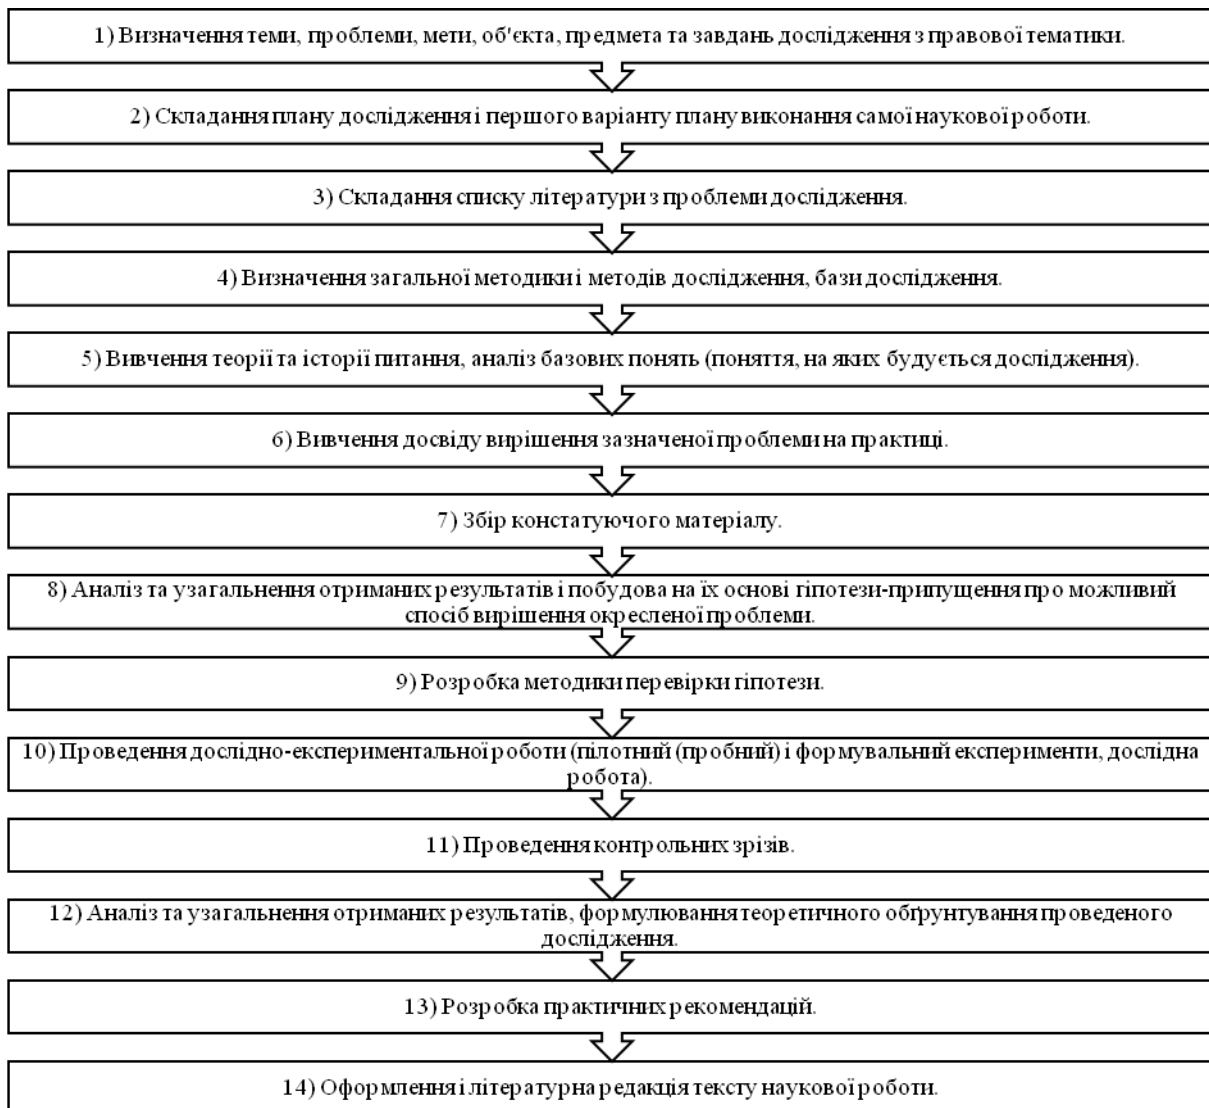 1) Визначення теми, проблеми, мети, об'єкта, предмета та завдань дослідження з правової тематики.
2) Складання плану дослідження і першого варіанту плану виконання самої наукової роботи.
3) Складання списку літератури з проблеми дослідження.
4) Визначення загальної методики і методів дослідження, бази дослідження.
5) Вивчення теорії та історії питання, аналіз базових понять (поняття, на яких будується дослідження).
6) Вивчення досвіду вирішення зазначеної проблеми на практиці.
7) Збір констатуючого матеріалу.
8) Аналіз та узагальнення отриманих результатів і побудова на їх основі гіпотези-припущення про можливий
спосіб вирішення окресленої проблеми.
9) Розробка методики перевірки гіпотези.
10) Проведення дослідно-експериментальної роботи (пілотний (пробний) і формувальний експерименти, дослідна
робота).
11) Проведення контрольних зрізів.
12) Аналіз та узагальнення отриманих результатів, формулювання теоретичного обґрунтування проведеного
дослідження.
13) Розробка практичних рекомендацій.
14) Оформлення і літературна редакція тексту наукової роботи.